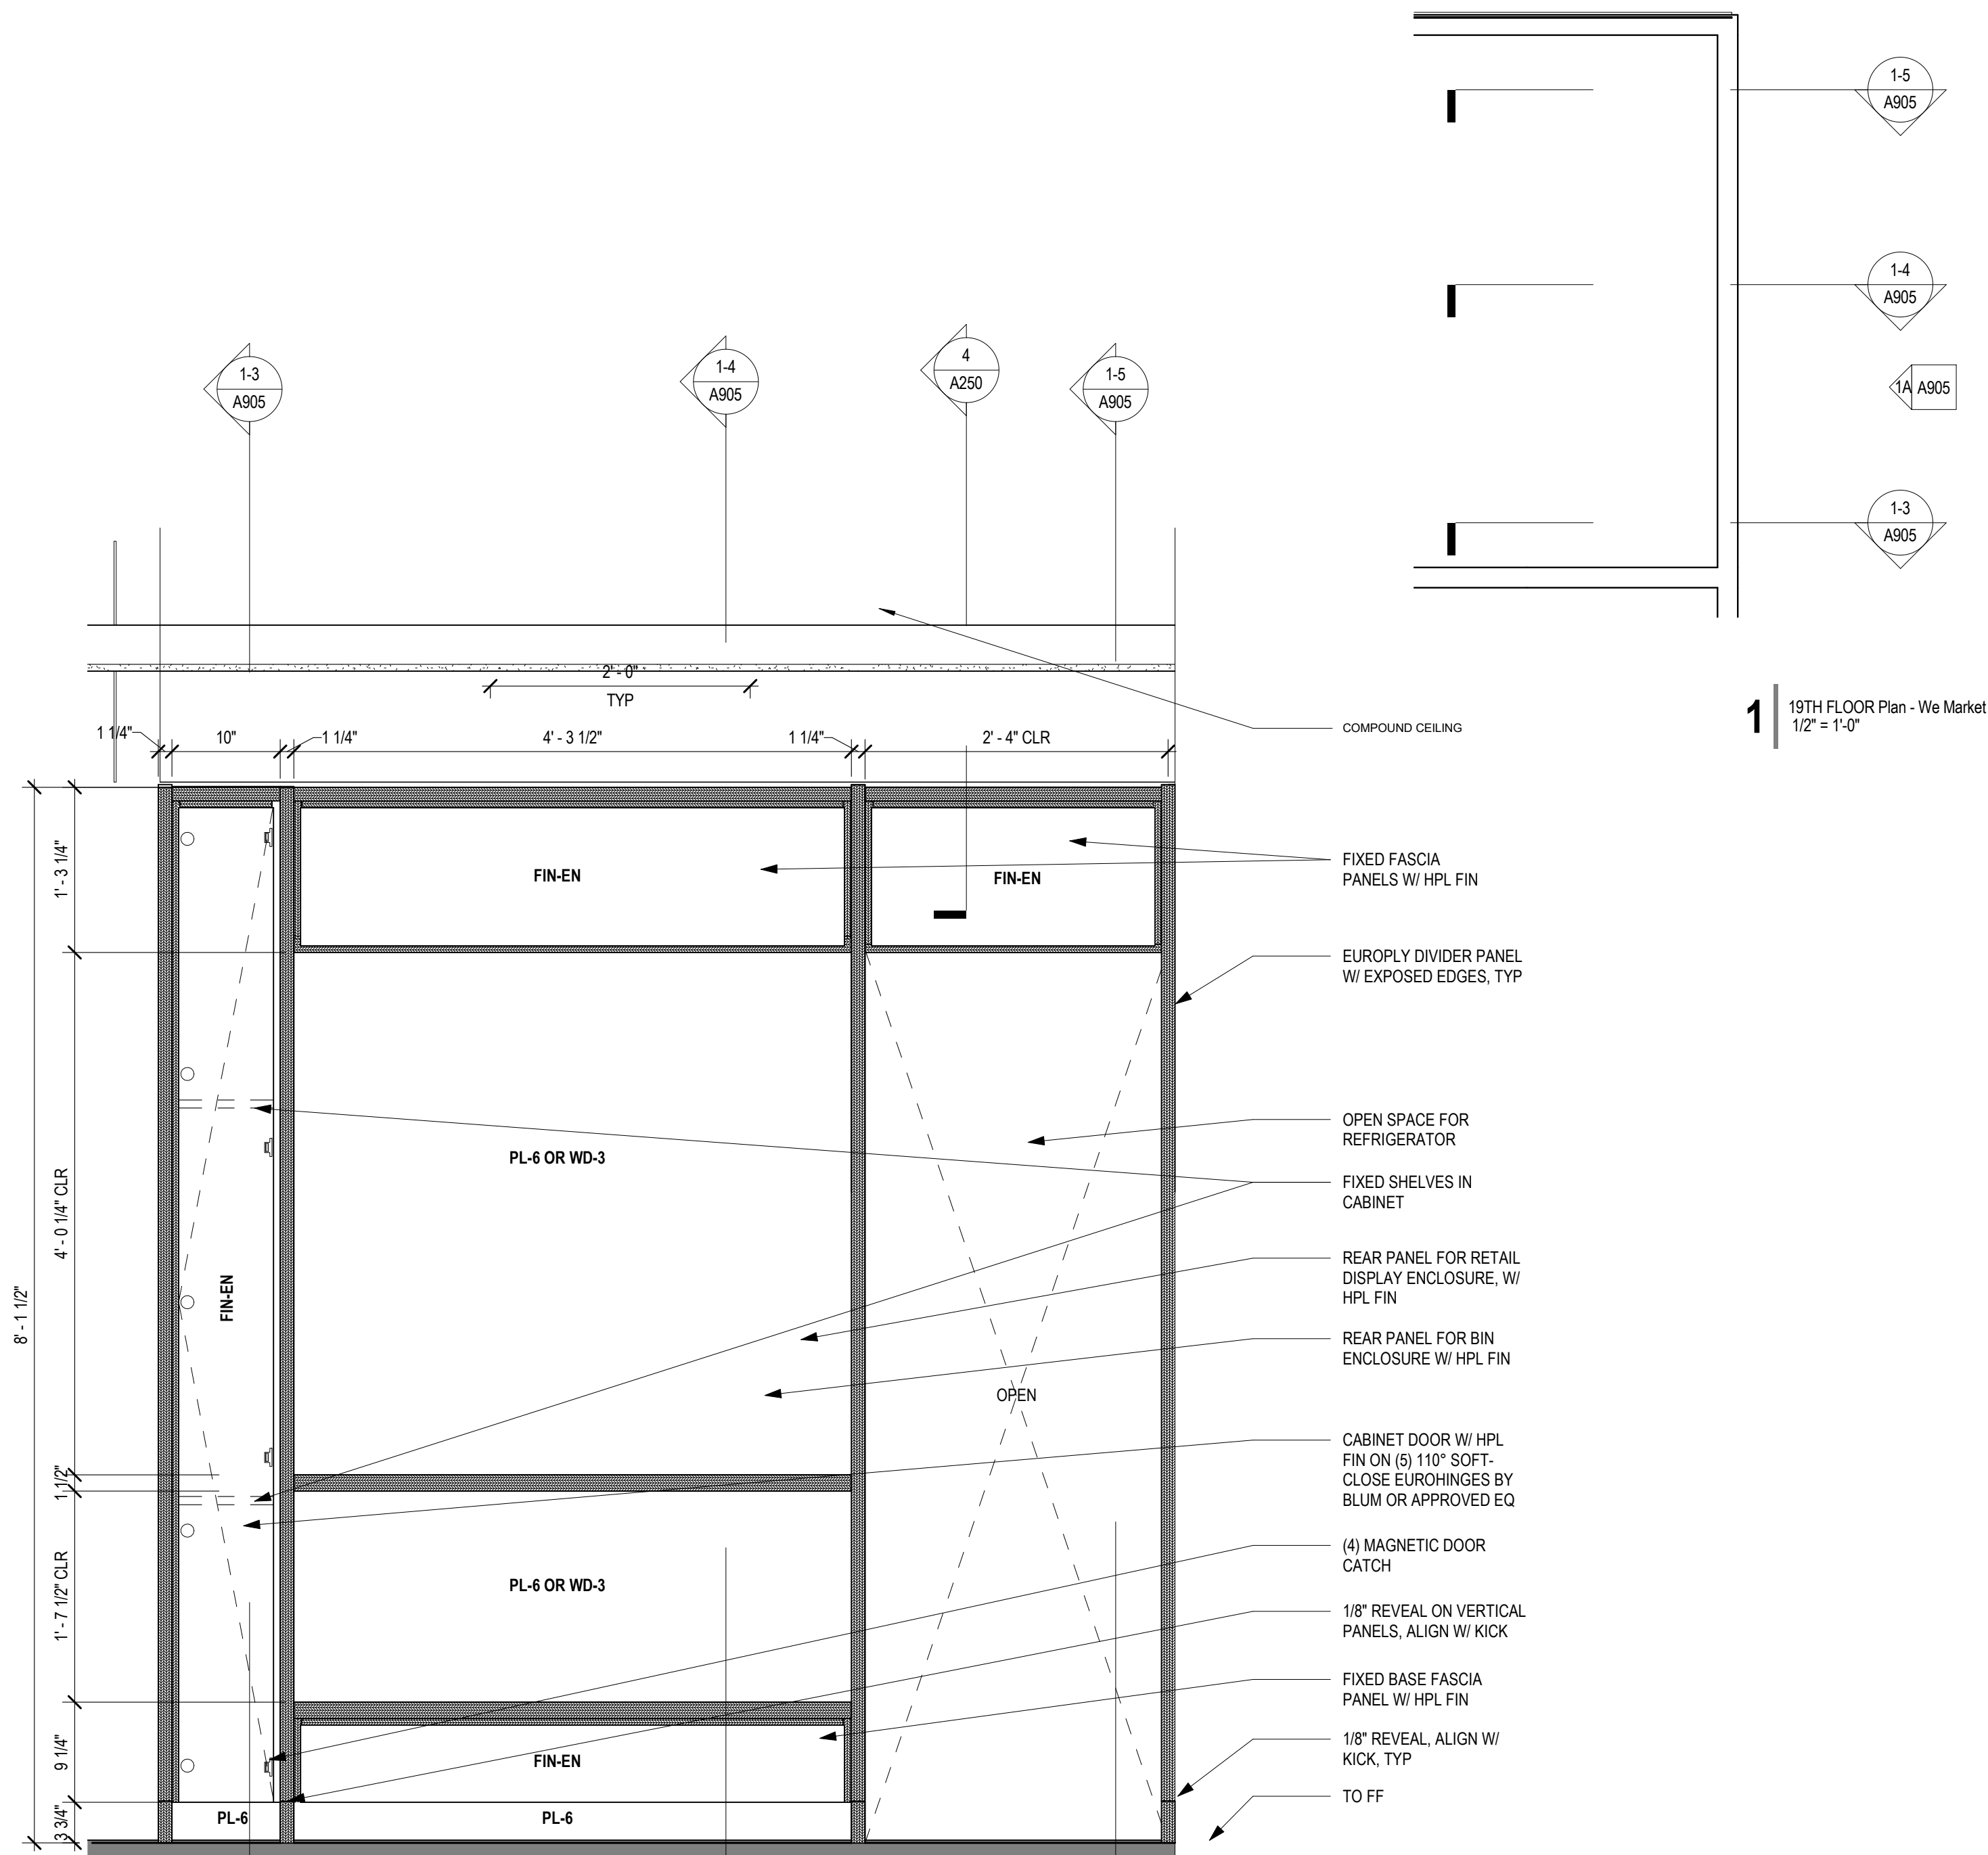 1-5
A905
1-4
A905
1A A905
1-3
A905
1
19TH FLOOR Plan - We Market
1/2" = 1'-0"
1-3
A905
1-4
A905
4
A250
1-5
A905
2' - 0"
TYP
1 1/4"
10"
1 1/4"
4' - 3 1/2"
1 1/4"
2' - 4" CLR
8' - 1 1/2"
1' - 3 1/4"
4' - 0 1/4" CLR
1 1/2"
1' - 7 1/2" CLR
9 1/4"
3 3/4"
FIN-EN
FIN-EN
FIN-EN
PL-6 OR WD-3
OPEN
PL-6 OR WD-3
FIN-EN
PL-6
PL-6
COMPOUND CEILING
FIXED FASCIA
PANELS W/ HPL FIN
EUROPLY DIVIDER PANEL
W/ EXPOSED EDGES, TYP
OPEN SPACE FOR
REFRIGERATOR
FIXED SHELVES IN
CABINET
REAR PANEL FOR RETAIL
DISPLAY ENCLOSURE, W/
HPL FIN
REAR PANEL FOR BIN
ENCLOSURE W/ HPL FIN
CABINET DOOR W/ HPL
FIN ON (5) 110° SOFT-
CLOSE EUROHINGES BY
BLUM OR APPROVED EQ
(4) MAGNETIC DOOR
CATCH
1/8" REVEAL ON VERTICAL
PANELS, ALIGN W/ KICK
FIXED BASE FASCIA
PANEL W/ HPL FIN
1/8" REVEAL, ALIGN W/
KICK, TYP
TO FF